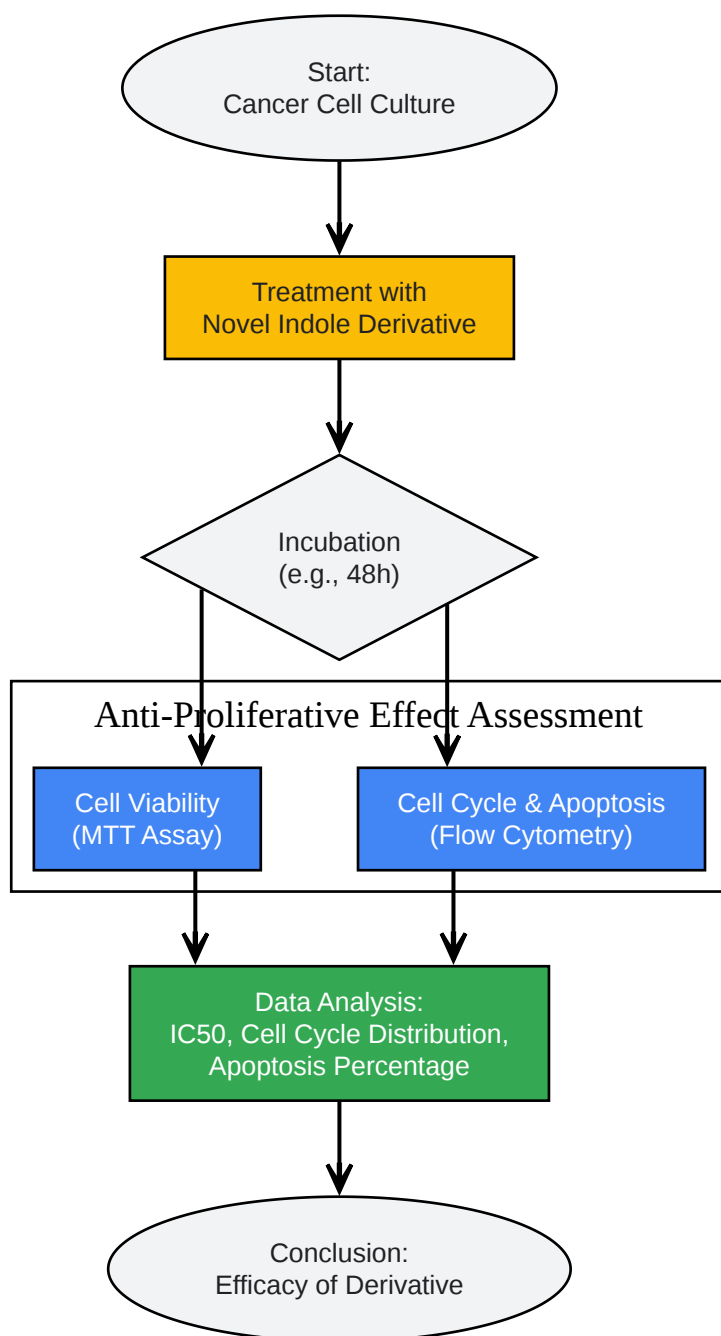 Start:
Cancer Cell Culture
Treatment with
Novel Indole Derivative
Incubation
(e.g., 48h)
Anti-Proliferative Effect Assessment
Cell Viability
(MTT Assay)
Cell Cycle & Apoptosis
(Flow Cytometry)
Data Analysis:
IC50, Cell Cycle Distribution,
Apoptosis Percentage
Conclusion:
Efficacy of Derivative